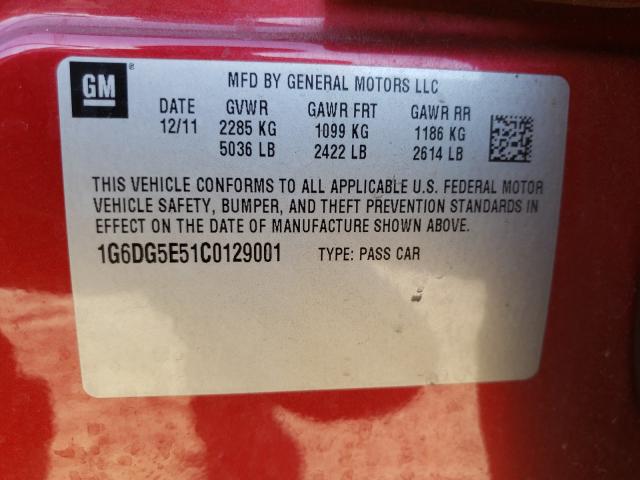 GM ®
MFD BY GENERAL MOTORS LLC
DATE GVWR GAWR FRT GAWR RR
12/11 2285 KG 1099 KG 1186 KG
5036 LB 2422 LB 2614 LB
THIS VEHICLE CONFORMS TO ALL APPLICABLE U.S. FEDERAL MOTOR
VEHICLE SAFETY, BUMPER, AND THEFT PREVENTION STANDARDS IN
EFFECT ON THE DATE OF MANUFACTURE SHOWN ABOVE.
1G6DG5E51C0129001 TYPE: PASS CAR